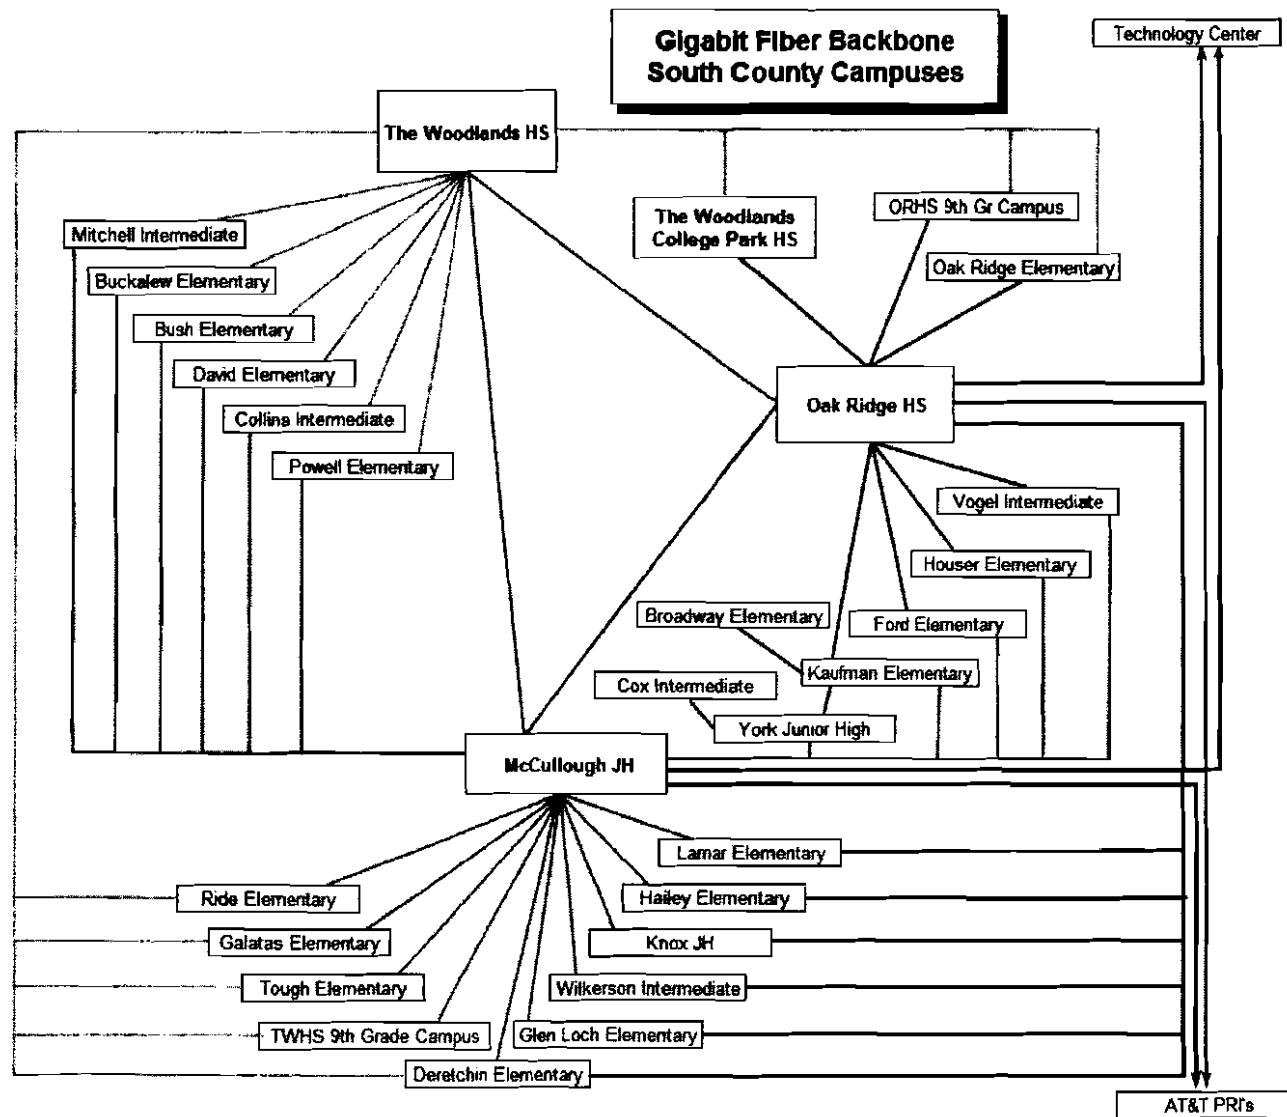 Gigabit Fiber Backbone
South County Campuses
Technology Center
The Woodlands HS
Mitchell Intermediate
Buckalew Elementary
Bush Elementary
David Elementary
Collins Intermediate
Powell Elementary
The Woodlands
College Park HS
ORHS 9th Gr Campus
Oak Ridge Elementary
Oak Ridge HS
Vogel Intermediate
Houser Elementary
Ford Elementary
Broadway Elementary
Kaufman Elementary
Cox Intermediate
York Junior High
McCullough JH
Lamar Elementary
Hailey Elementary
Knox JH
Wilkerson Intermediate
Glen Loch Elementary
Ride Elementary
Galatas Elementary
Tough Elementary
TWHS 9th Grade Campus
Deretchin Elementary
AT&T PRI's